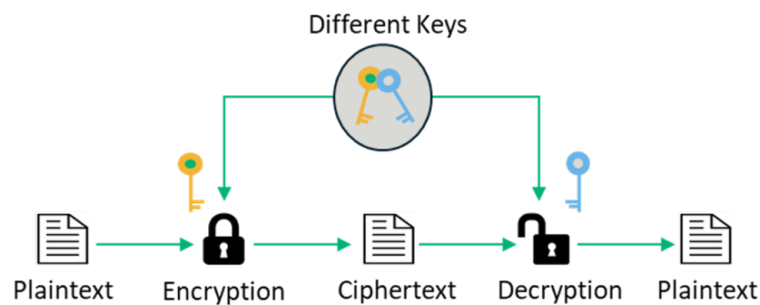 Different Keys
Plaintext
Encryption
Ciphertext
Decryption
Plaintext